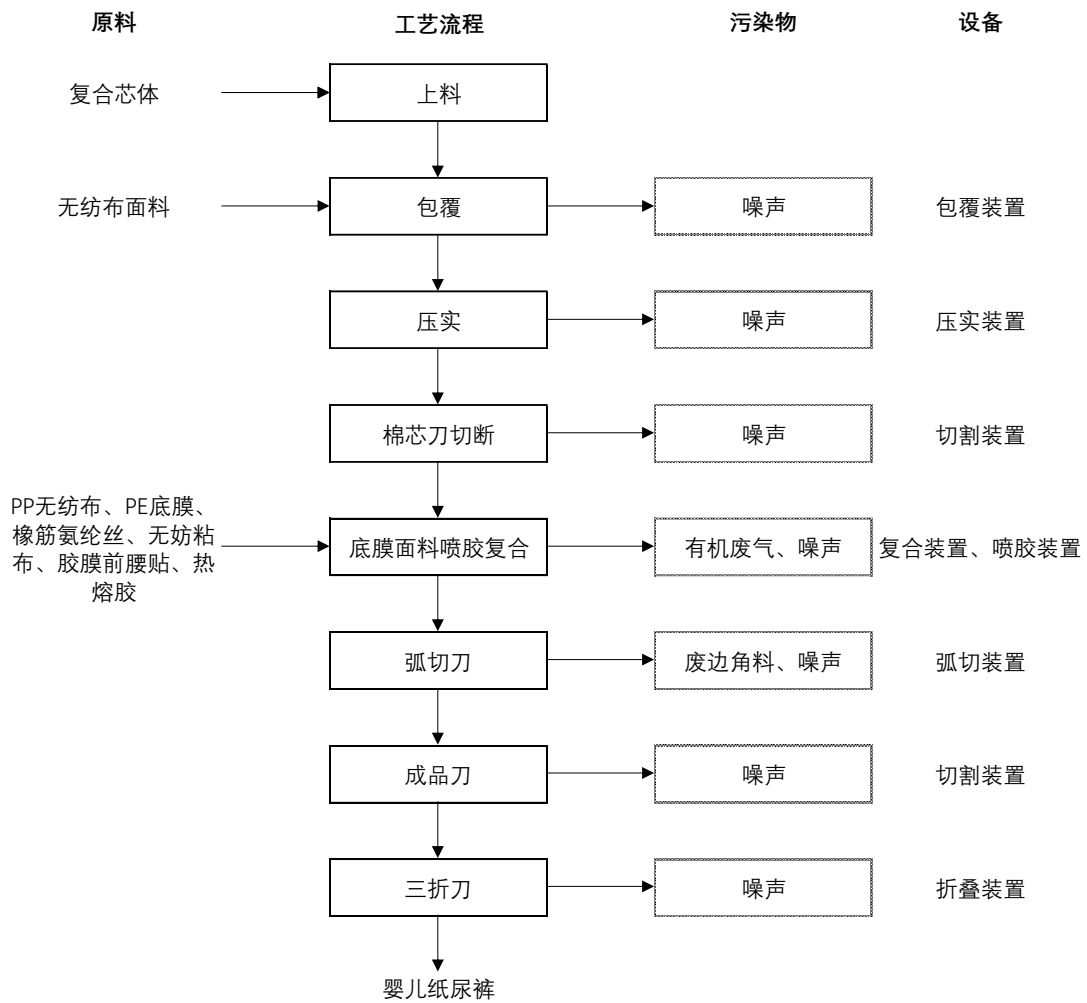 原料 工艺流程 污染物 设备
复合芯体 上料
无纺布面料 包覆 噪声 包覆装置
压实 噪声 压实装置
棉芯刀切断 噪声 切割装置
PP无纺布、PE底膜、
橡筋氨纶丝、无妨粘
布、胶膜前腰贴、热
熔胶
底膜面料喷胶复合 有机废气、噪声 复合装置、喷胶装置
弧切刀 废边角料、噪声 弧切装置
成品刀 噪声 切割装置
三折刀 噪声 折叠装置
婴儿纸尿裤